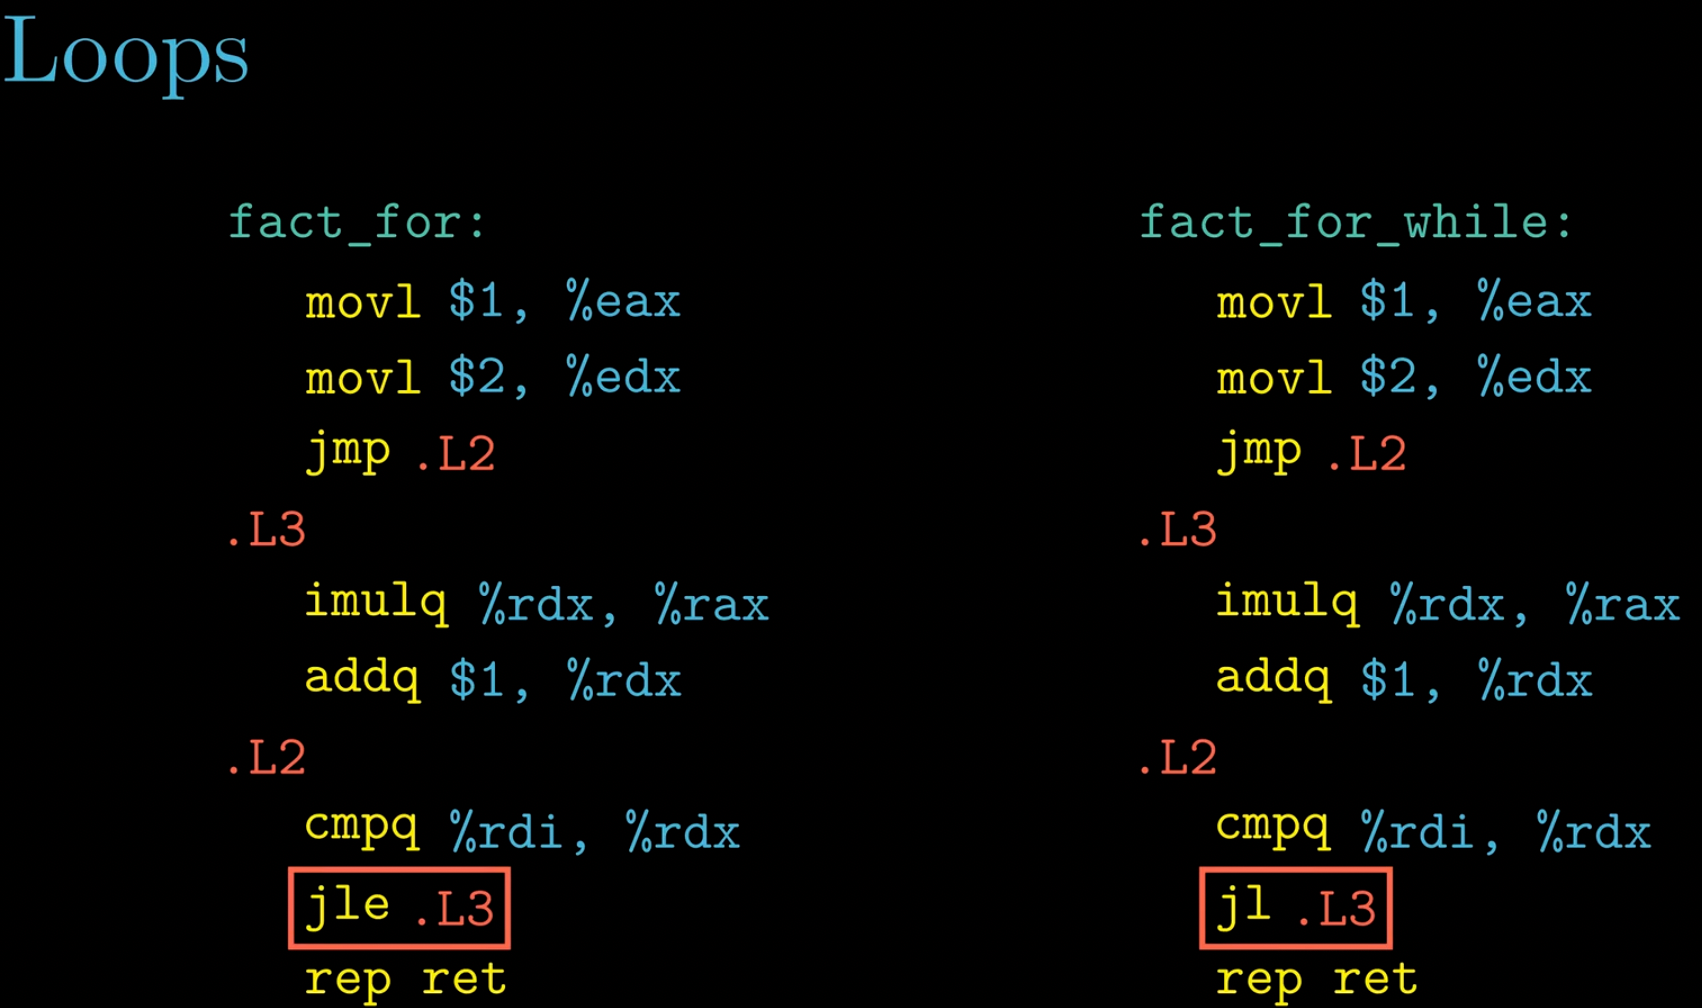 Loops
fact_for:
movl $1, %eax
movl $2, %edx
jmp .L2
.L3
imulq %rdx, %rax
addq $1, %rdx
.L2
cmpq %rdi, %rdx
jle .L3
rep ret
fact_for_while:
movl $1, %eax
movl $2, %edx
jmp .L2
.L3
imulq %rdx, %rax
addq $1, %rdx
.L2
cmpq %rdi, %rdx
jl .L3
rep ret